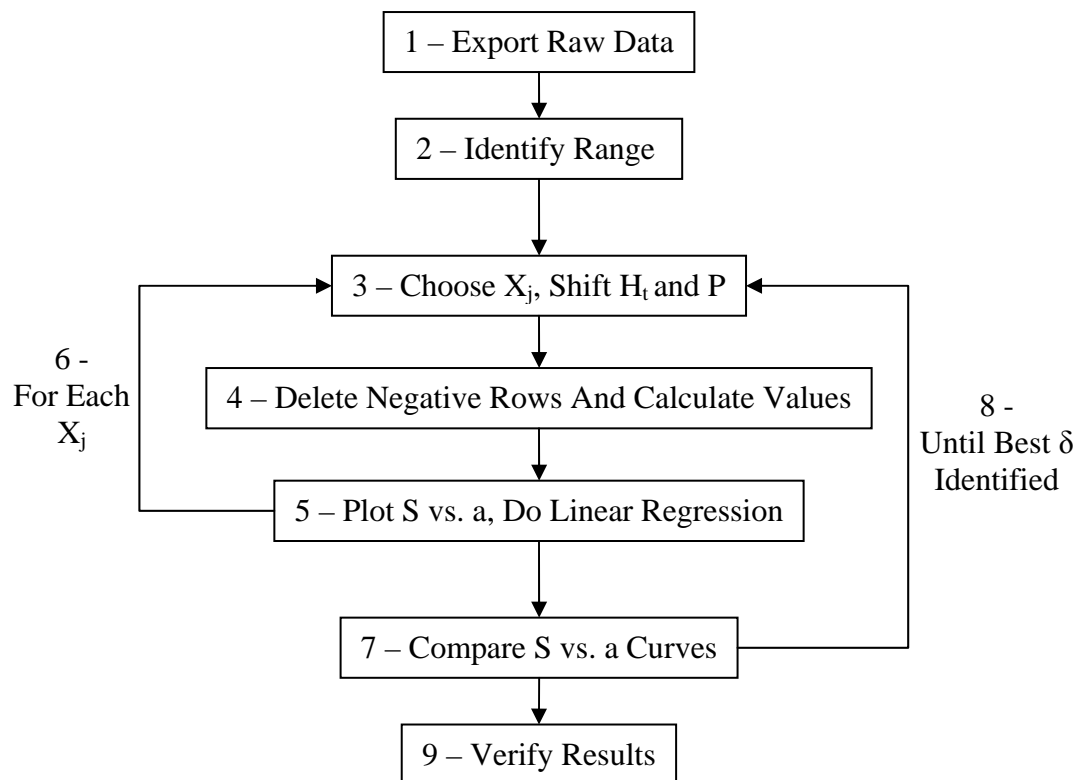 1 – Export Raw Data
2 – Identify Range
3 – Choose Xj, Shift Ht and P
4 – Delete Negative Rows And Calculate Values
6 -
For Each
Xj
8 -
Until Best δ
Identified
5 – Plot S vs. a, Do Linear Regression
7 – Compare S vs. a Curves
9 – Verify Results